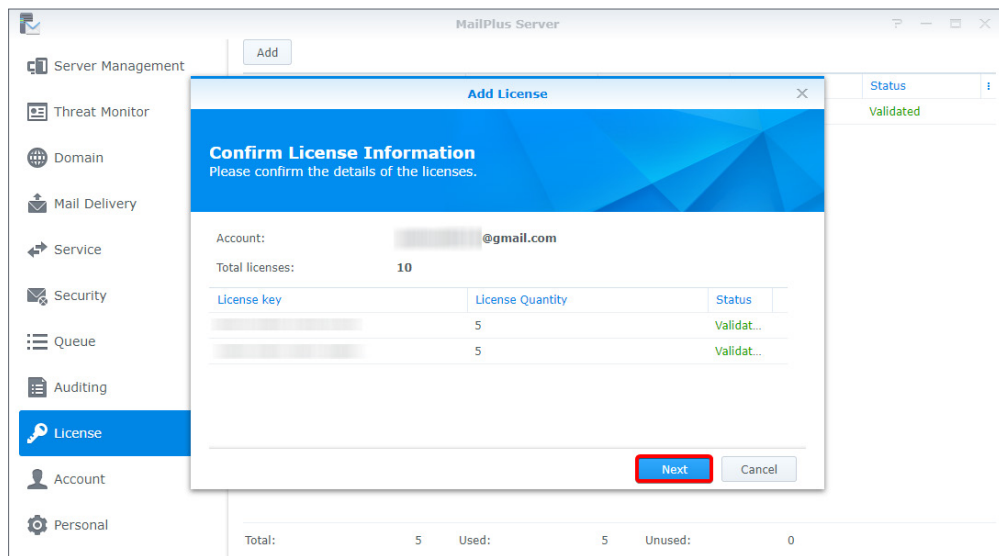 MailPlus Server
Server Management
Threat Monitor
Domain
Mail Delivery
Service
Security
Queue
Auditing
License
Account
Personal
Add
Status
Validated
Add License
Confirm License Information
Please confirm the details of the licenses.
Account: @gmail.com
Total licenses: 10
License key License Quantity Status
5 Validat...
5 Validat...
Next Cancel
Total: 5 Used: 5 Unused: 0